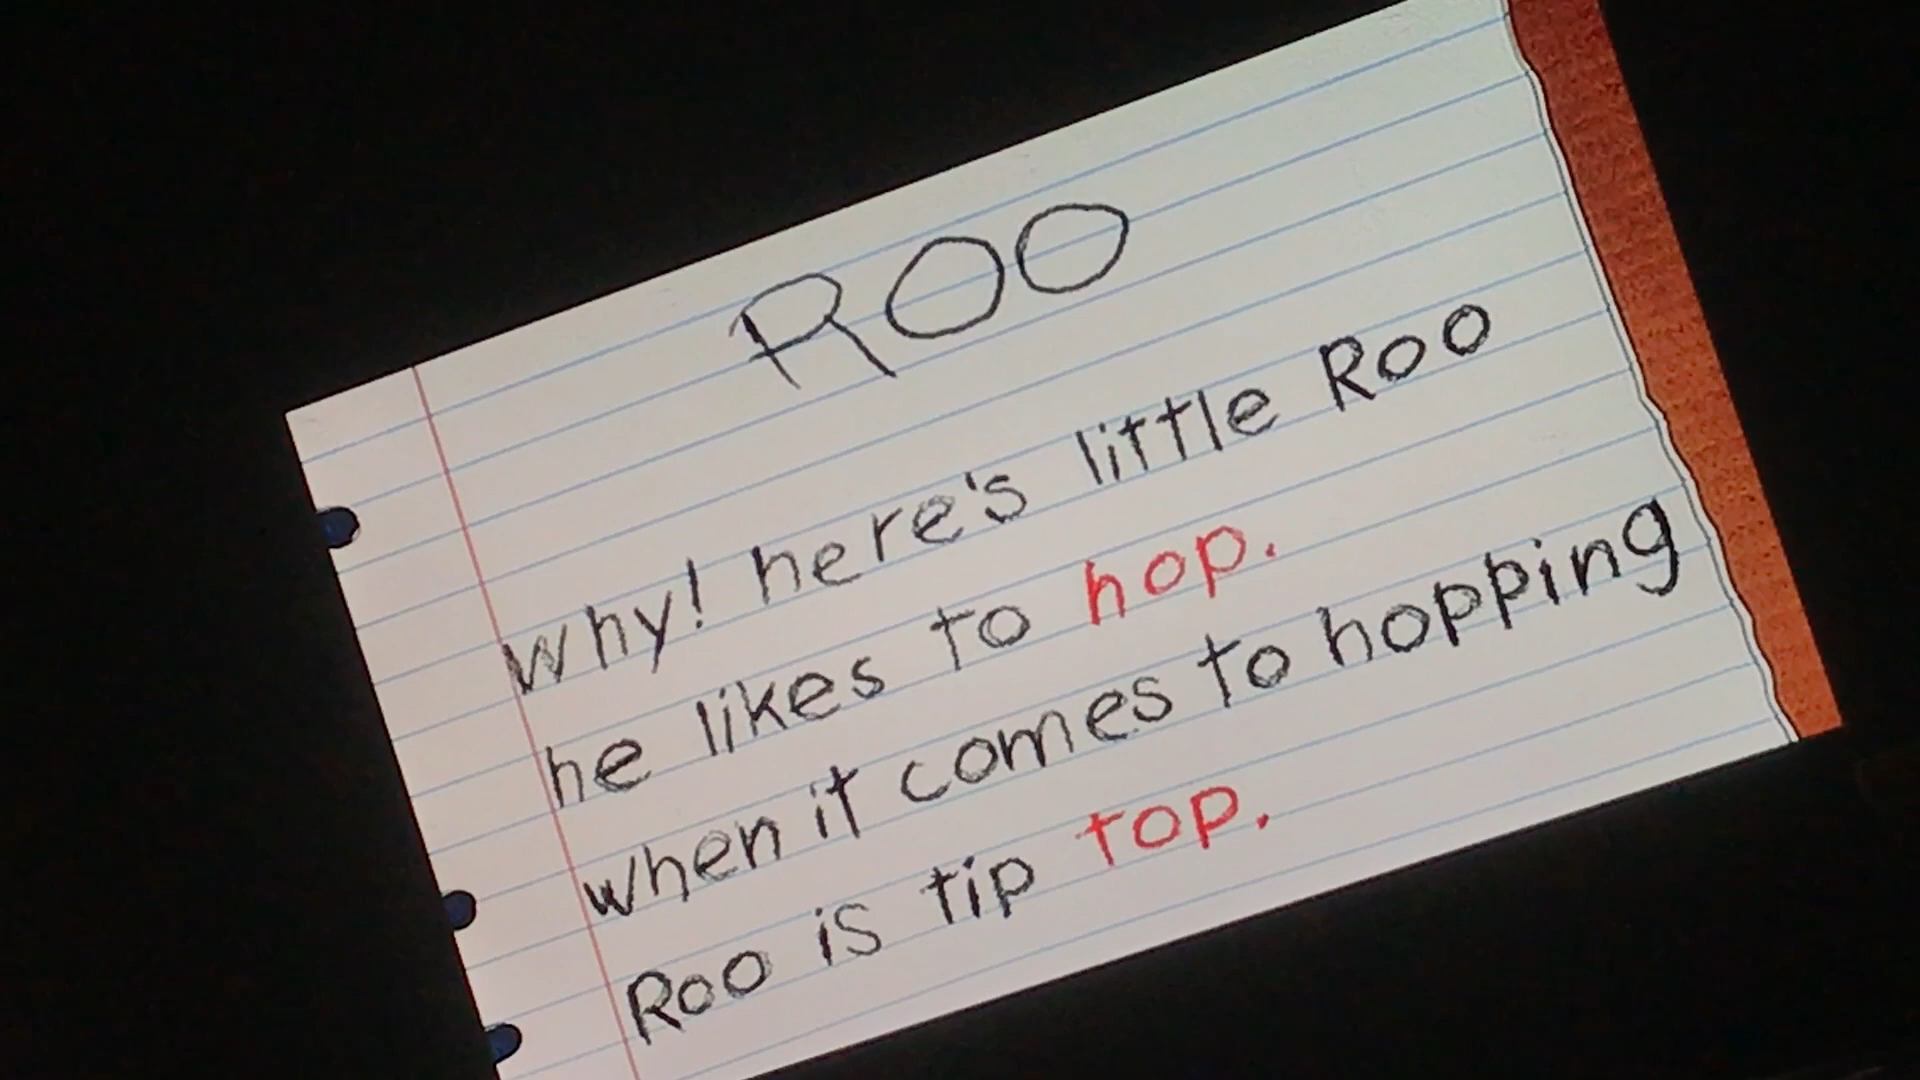 ROO
Why! here's little Roo
he likes to hop.
when it comes to hopping
Roo is tip top.